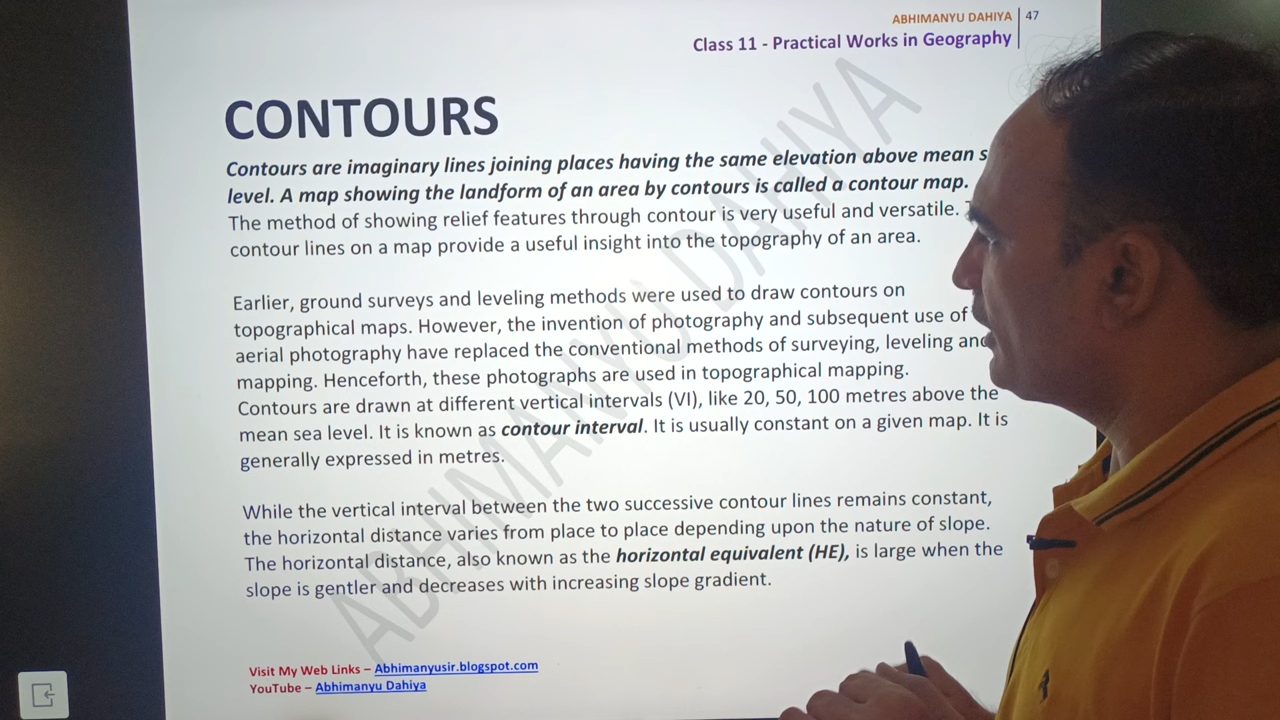 ABHIMANYU DAHIYA 47
Class 11 - Practical Works in Geography
CONTOURS
Contours are imaginary lines joining places having the same elevation above mean s
level. A map showing the landform of an area by contours is called a contour map.
The method of showing relief features through contour is very useful and versatile.
contour lines on a map provide a useful insight into the topography of an area.
Earlier, ground surveys and leveling methods were used to draw contours on
topographical maps. However, the invention of photography and subsequent use of
aerial photography have replaced the conventional methods of surveying, leveling and
mapping. Henceforth, these photographs are used in topographical mapping.
Contours are drawn at different vertical intervals (VI), like 20, 50, 100 metres above the
mean sea level. It is known as contour interval. It is usually constant on a given map. It is
generally expressed in metres.
While the vertical interval between the two successive contour lines remains constant,
the horizontal distance varies from place to place depending upon the nature of slope.
The horizontal distance, also known as the horizontal equivalent (HE), is large when the
slope is gentler and decreases with increasing slope gradient.
Visit My Web Links – Abhimanyusir.blogspot.com
YouTube – Abhimanyu Dahiya
ABHIMANYU DAHIYA